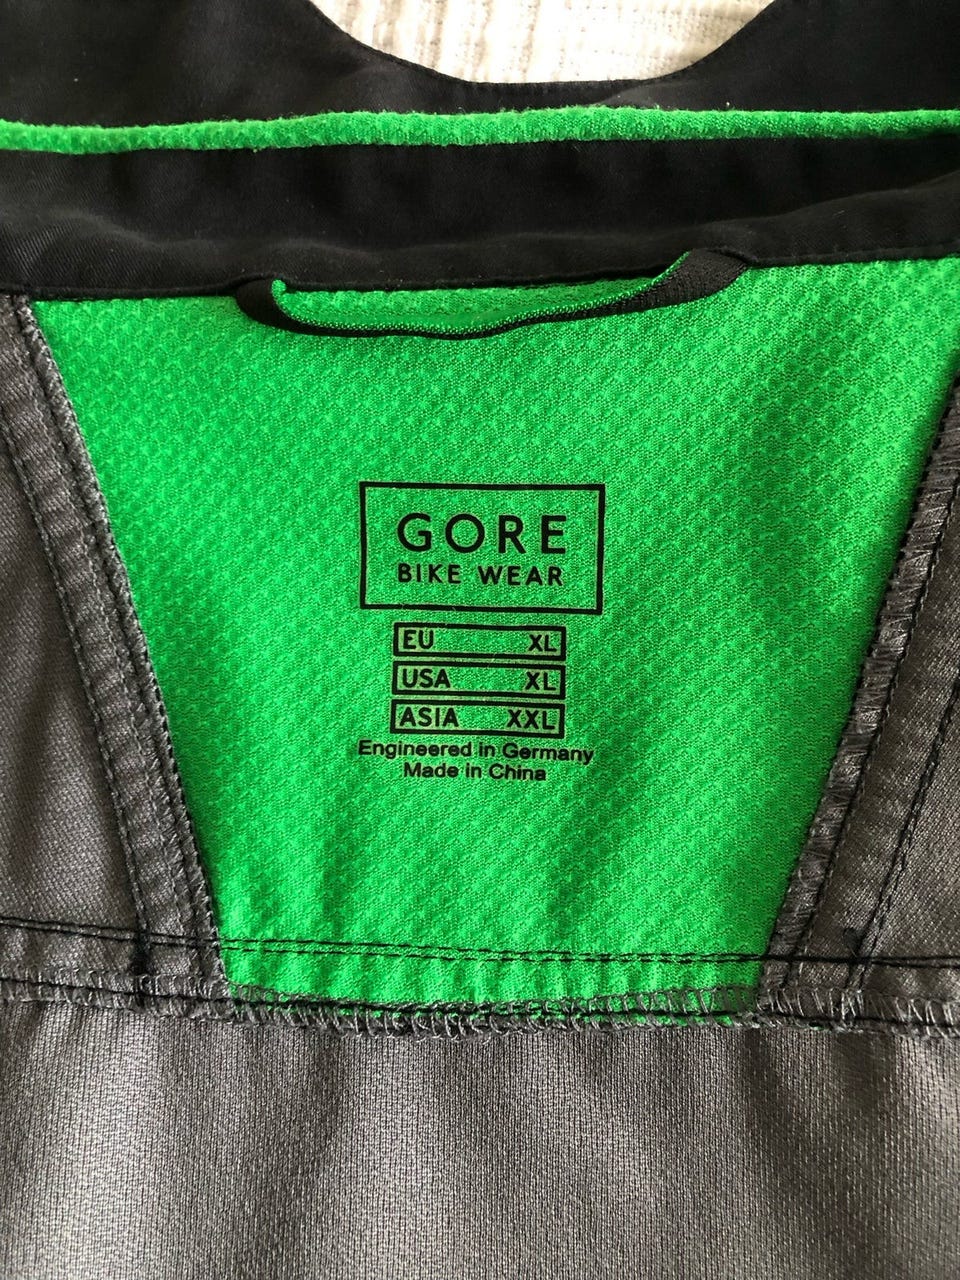 GORE
BIKE WEAR
EU XL
USA XL
ASIA XXL
Engineered in Germany
Made in China